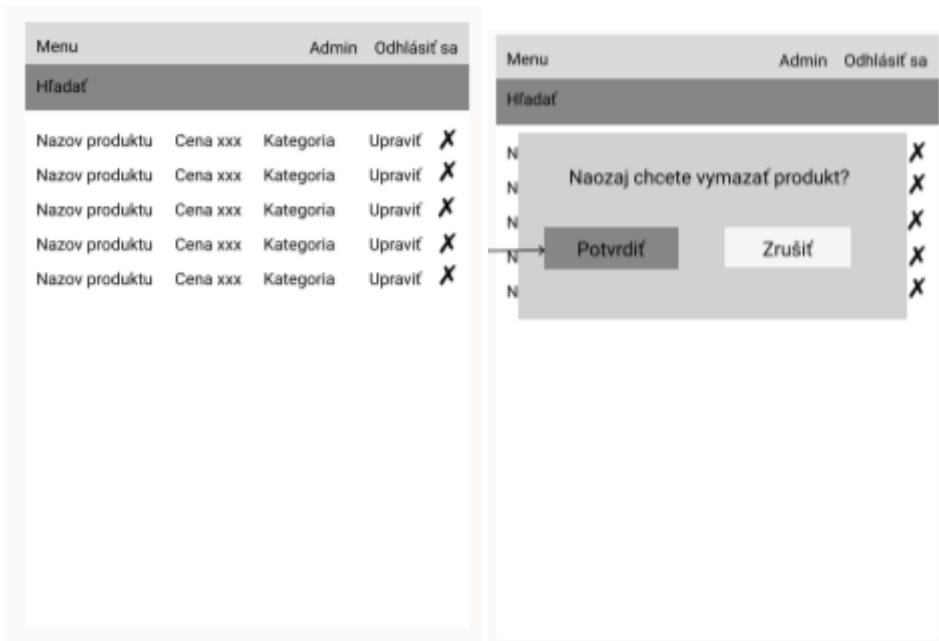 Menu Admin Odhlásiť sa
Hľadať
Nazov produktu Cena xxx Kategoria Upraviť ✗
Nazov produktu Cena xxx Kategoria Upraviť ✗
Nazov produktu Cena xxx Kategoria Upraviť ✗
Nazov produktu Cena xxx Kategoria Upraviť ✗
Nazov produktu Cena xxx Kategoria Upraviť ✗
Menu Admin Odhlásiť sa
Hľadať
N ✗
Naozaj chcete vymazať produkt?
N ✗
N ✗
Potvrdiť Zrušiť
N ✗
N ✗